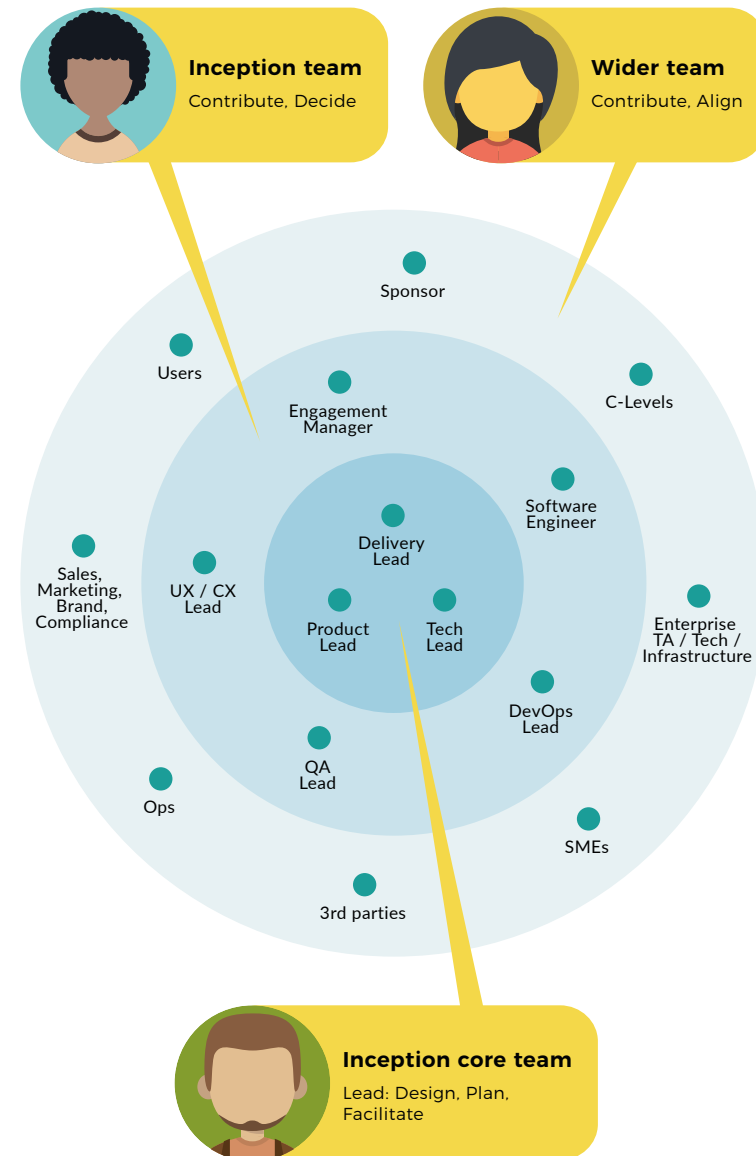 Inception team
Contribute, Decide
Wider team
Contribute, Align
Sponsor
Users
C-Levels
Engagement
Manager
Software
Engineer
Delivery
Lead
Sales,
Marketing,
Brand,
Compliance
UX / CX
Lead
Product
Lead
Tech
Lead
Enterprise
TA / Tech /
Infrastructure
DevOps
Lead
QA
Lead
Ops
SMEs
3rd parties
Inception core team
Lead: Design, Plan,
Facilitate